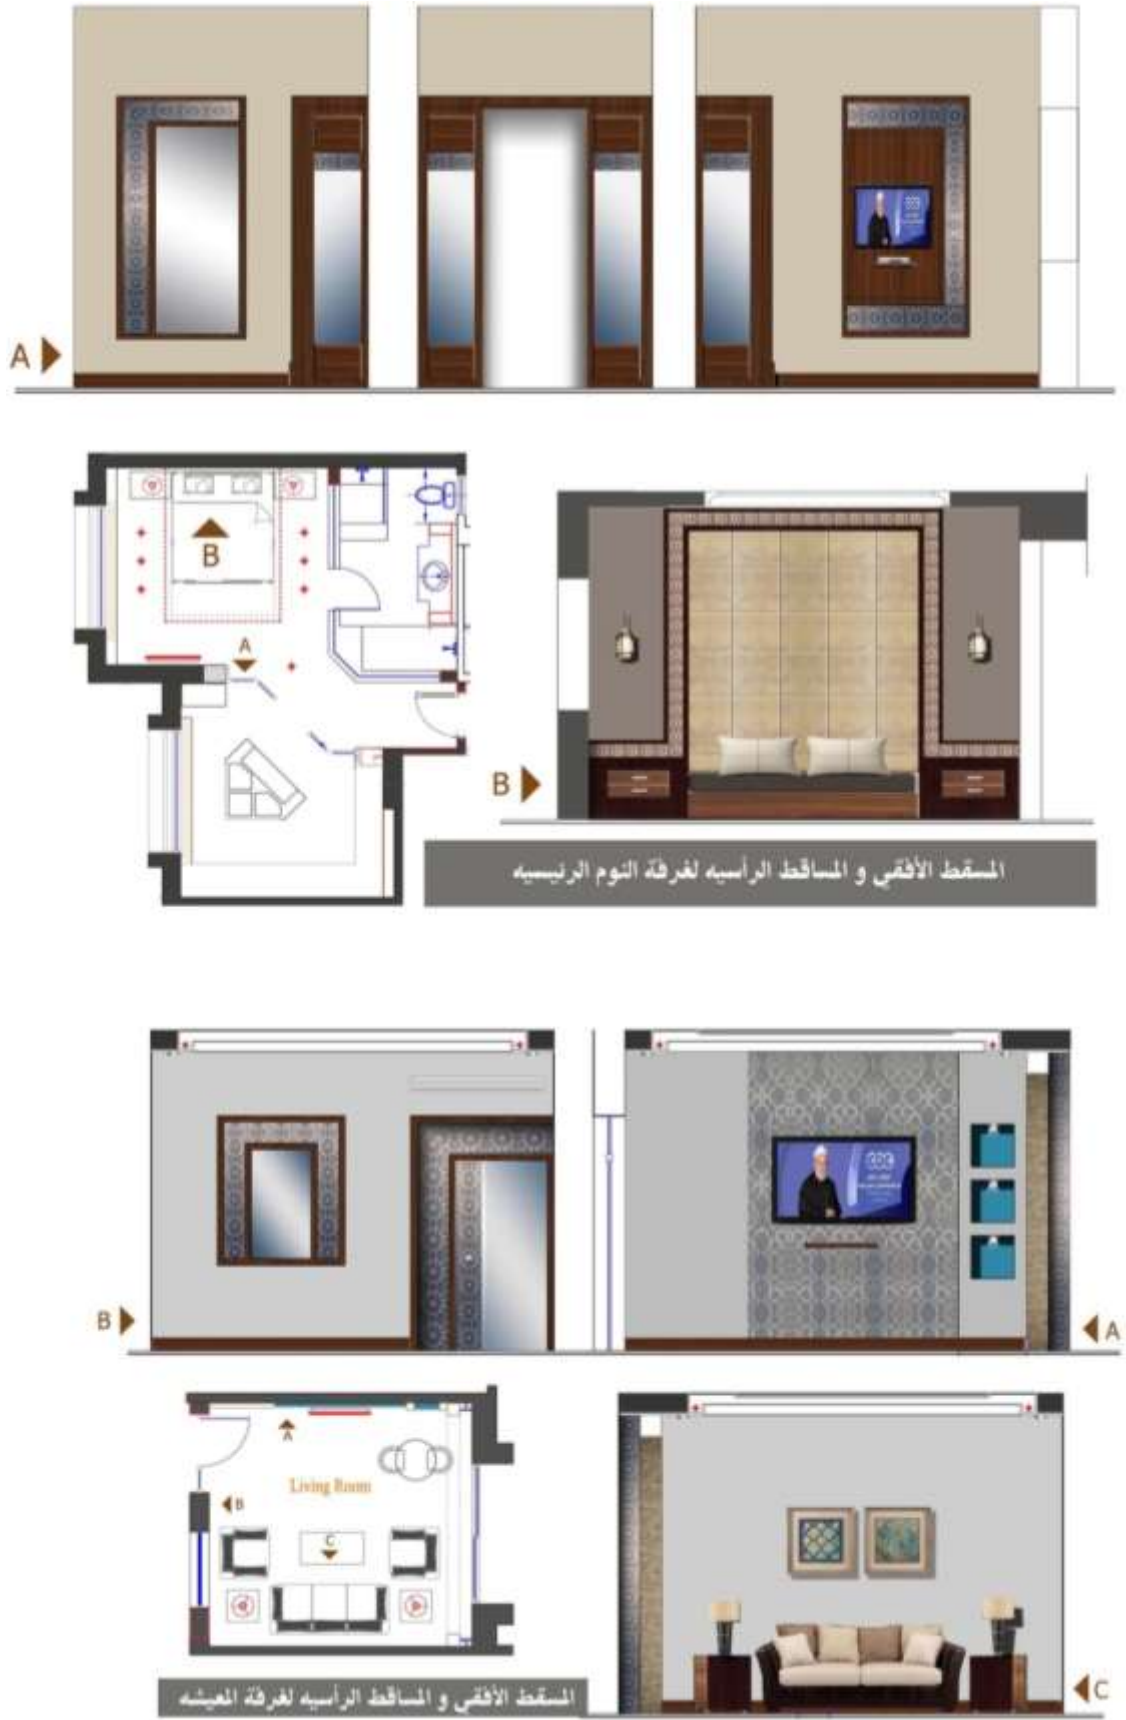 A
B
A
B
المسقط الأفقي و المساقط الرأسيه لغرفة النوم الرئيسيه
B
A
A
Living Room
B
C
C
المسقط الأفقي و المساقط الرأسيه لغرفة المعيشه